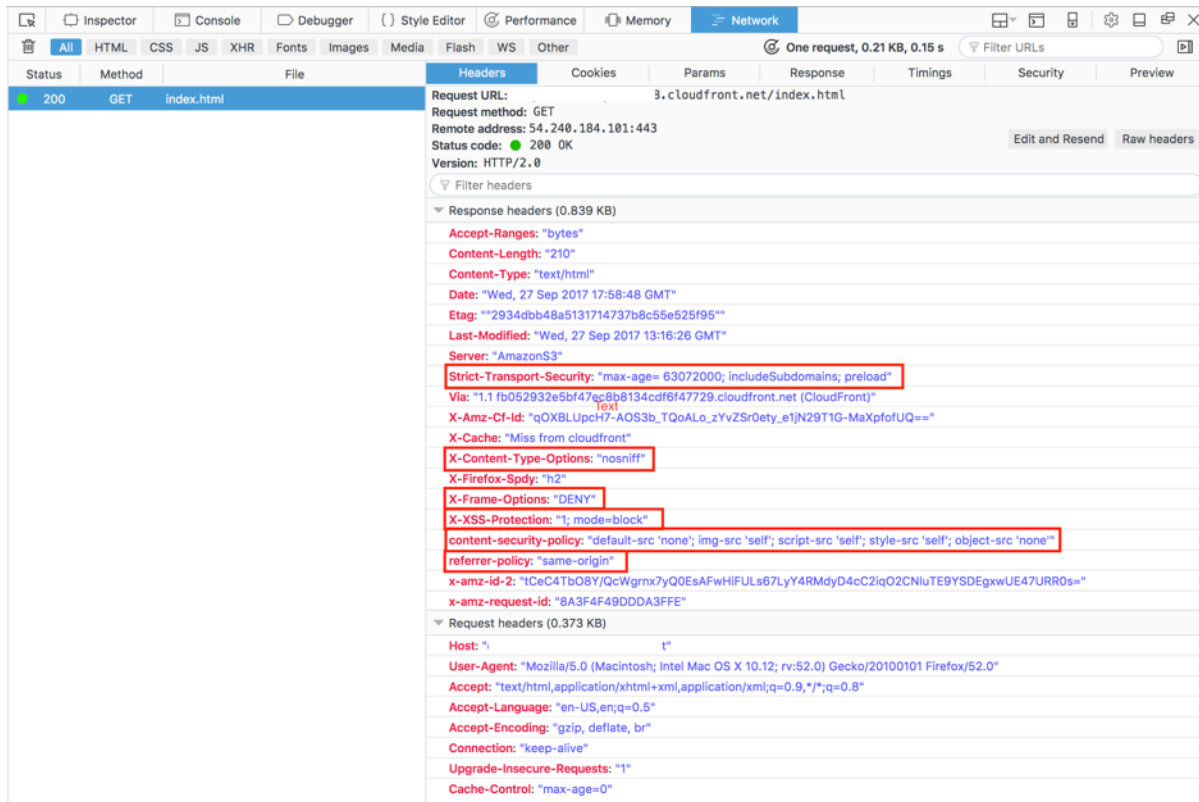 Inspector Console Debugger { } Style Editor Performance Memory Network
All HTML CSS JS XHR Fonts Images Media Flash WS Other One request, 0.21 KB, 0.15 s Filter URLs
Status Method File Headers Cookies Params Response Timings Security Preview
200 GET index.html
Request URL: 3.cloudfront.net/index.html
Request method: GET
Remote address: 54.240.184.101:443
Status code: 200 OK
Edit and Resend Raw headers
Version: HTTP/2.0
Filter headers
Response headers (0.839 KB)
Accept-Ranges: "bytes"
Content-Length: "210"
Content-Type: "text/html"
Date: "Wed, 27 Sep 2017 17:58:48 GMT"
Etag: ""2934dbb48a5131714737b8c55e525f95""
Last-Modified: "Wed, 27 Sep 2017 13:16:26 GMT"
Server: "AmazonS3"
Strict-Transport-Security: "max-age= 63072000; includeSubdomains; preload"
Via: "1.1 fb052932e5bf47ec8b8134cdf6f47729.cloudfront.net (CloudFront)"
Text
X-Amz-Cf-Id: "qOXBLUpcH7-AOS3b_TQoALo_zYvZSr0ety_e1jN29T1G-MaXpfofUQ=="
X-Cache: "Miss from cloudfront"
X-Content-Type-Options: "nosniff"
X-Firefox-Spdy: "h2"
X-Frame-Options: "DENY"
X-XSS-Protection: "1; mode=block"
content-security-policy: "default-src 'none'; img-src 'self'; script-src 'self'; style-src 'self'; object-src 'none'"
referrer-policy: "same-origin"
x-amz-id-2: "tCeC4TbO8Y/QcWgrnx7yQ0EsAFwHiFULs67LyY4RMdyD4cC2iqO2CNluTE9YSDEgxwUE47URR0s="
x-amz-request-id: "8A3F4F49DDDA3FFE"
Request headers (0.373 KB)
Host: " t"
User-Agent: "Mozilla/5.0 (Macintosh; Intel Mac OS X 10.12; rv:52.0) Gecko/20100101 Firefox/52.0"
Accept: "text/html,application/xhtml+xml,application/xml;q=0.9,*/*;q=0.8"
Accept-Language: "en-US,en;q=0.5"
Accept-Encoding: "gzip, deflate, br"
Connection: "keep-alive"
Upgrade-Insecure-Requests: "1"
Cache-Control: "max-age=0"